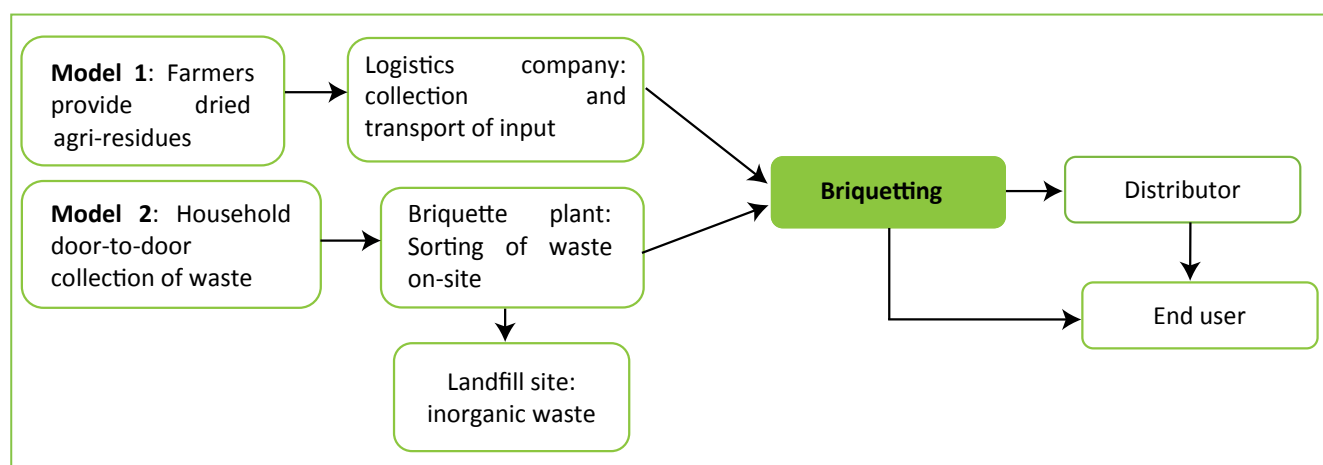 Model 1: Farmers
provide dried
agri-residues
Logistics company:
collection and
transport of input
Model 2: Household
door-to-door
collection of waste
Briquette plant:
Sorting of waste
on-site
Landfill site:
inorganic waste
Briquetting
Distributor
End user